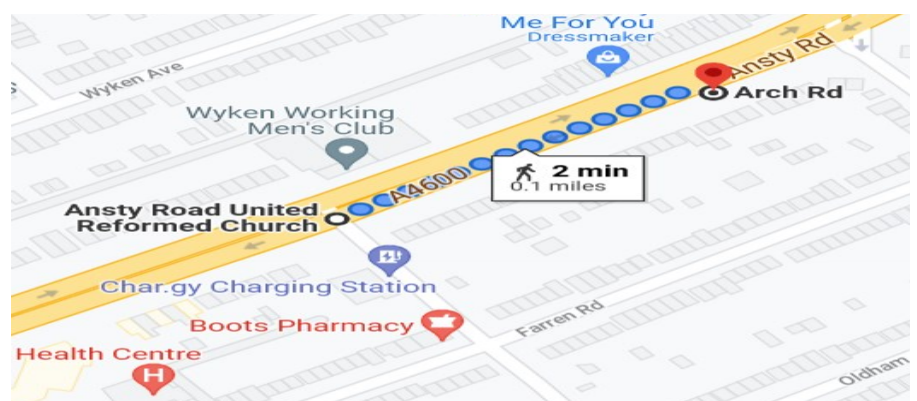 Me For You
Dressmaker
Ansty Rd
Wyken Ave
Arch Rd
Wyken Working
Men's Club
2 min
0.1 miles
A4600
Ansty Road United
Reformed Church
Char.gy Charging Station
Boots Pharmacy
Farren Rd
Health Centre
H
Oldham